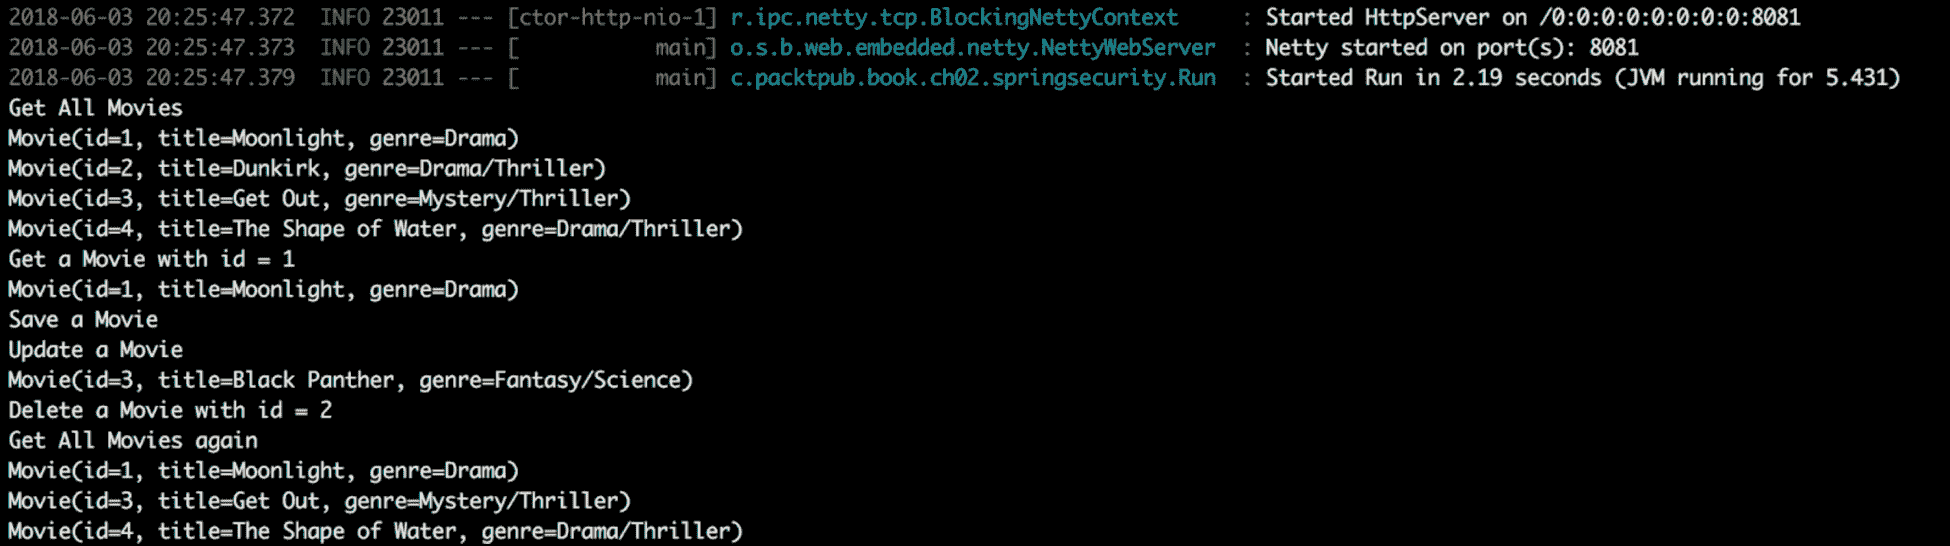 2018-06-03 20:25:47.372  INFO 23011 --- [ctor-http-nio-1] r.ipc.netty.tcp.BlockingNettyContext     : Started HttpServer on /0:0:0:0:0:0:0:0:8081
2018-06-03 20:25:47.373  INFO 23011 --- [           main] o.s.b.web.embedded.netty.NettyWebServer  : Netty started on port(s): 8081
2018-06-03 20:25:47.379  INFO 23011 --- [           main] c.packtpub.book.ch02.springsecurity.Run  : Started Run in 2.19 seconds (JVM running for 5.431)
Get All Movies
Movie(id=1, title=Moonlight, genre=Drama)
Movie(id=2, title=Dunkirk, genre=Drama/Thriller)
Movie(id=3, title=Get Out, genre=Mystery/Thriller)
Movie(id=4, title=The Shape of Water, genre=Drama/Thriller)
Get a Movie with id = 1
Movie(id=1, title=Moonlight, genre=Drama)
Save a Movie
Update a Movie
Movie(id=3, title=Black Panther, genre=Fantasy/Science)
Delete a Movie with id = 2
Get All Movies again
Movie(id=1, title=Moonlight, genre=Drama)
Movie(id=3, title=Get Out, genre=Mystery/Thriller)
Movie(id=4, title=The Shape of Water, genre=Drama/Thriller)